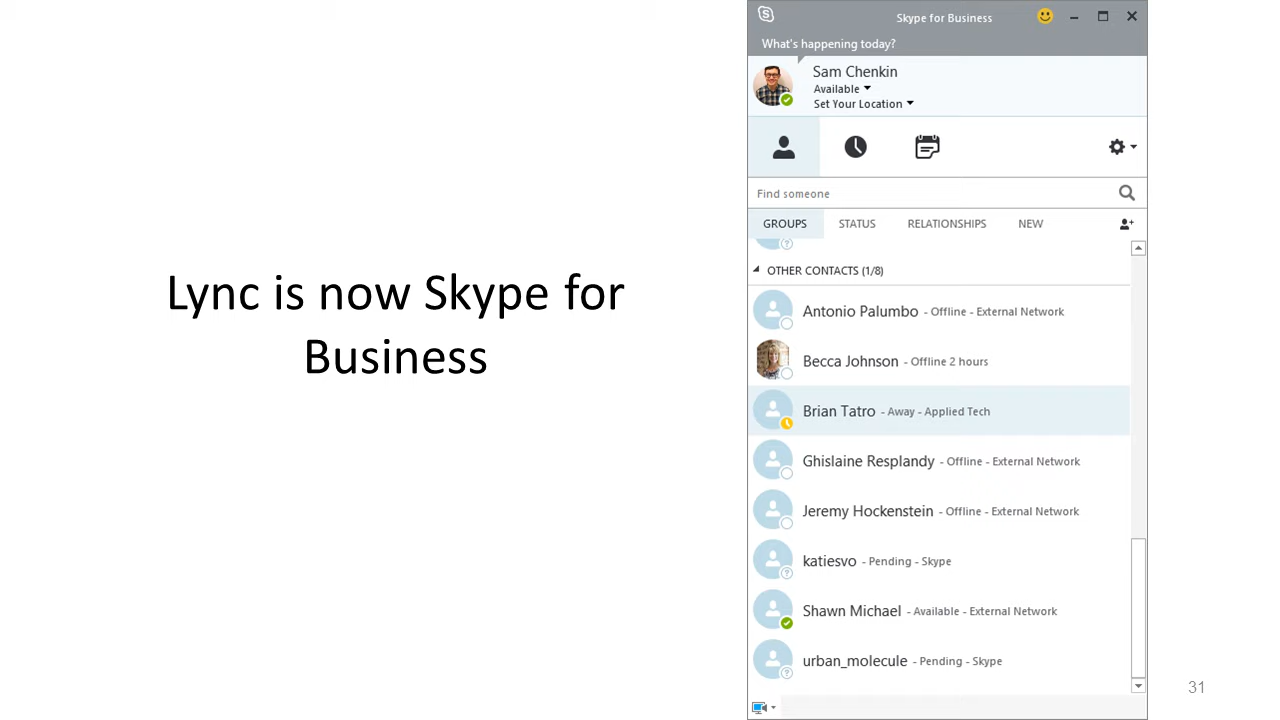 Lync is now Skype for
Business
Skype for Business
What's happening today?
Sam Chenkin
Available
Set Your Location
Find someone
GROUPS STATUS RELATIONSHIPS NEW
OTHER CONTACTS (1/8)
Antonio Palumbo - Offline - External Network
Becca Johnson - Offline 2 hours
Brian Tatro - Away - Applied Tech
Ghislaine Resplandy - Offline - External Network
Jeremy Hockenstein - Offline - External Network
katiesvo - Pending - Skype
Shawn Michael - Available - External Network
urban_molecule - Pending - Skype
31